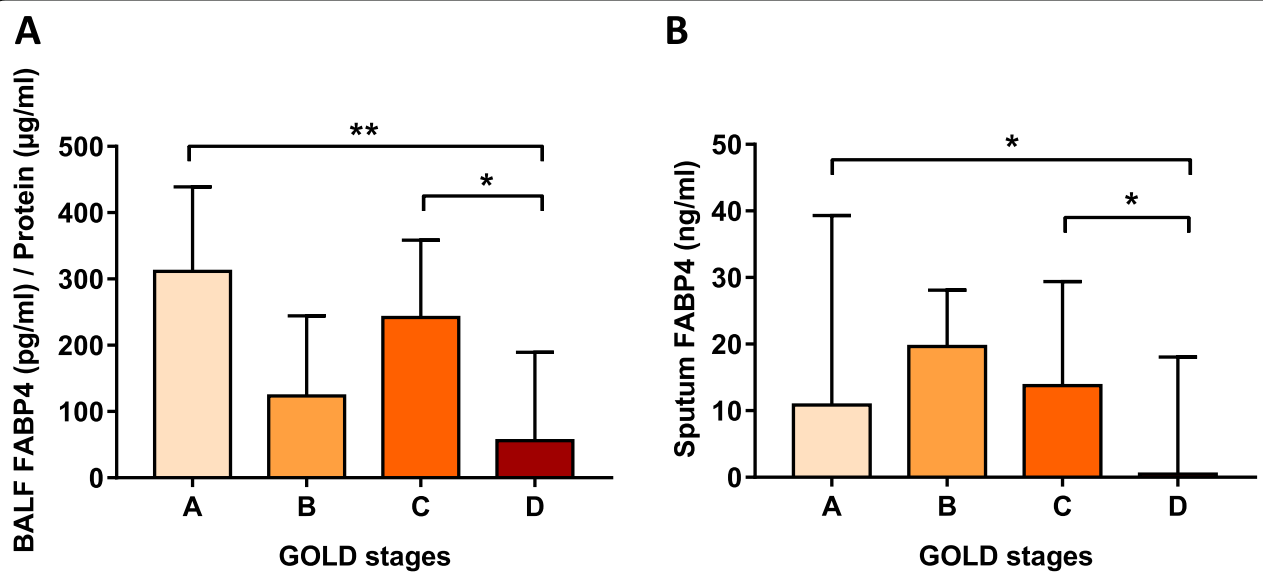 A
BALF FABP4 (pg/ml) / Protein (µg/ml)
500
400
300
200
100
0
**
*
A B C D
GOLD stages
B
Sputum FABP4 (ng/ml)
50
40
30
20
10
0
*
*
A B C D
GOLD stages